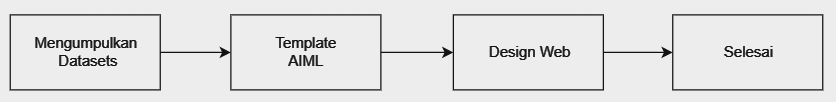 Mengumpulkan
Datasets
Template
AIML
Design Web
Selesai